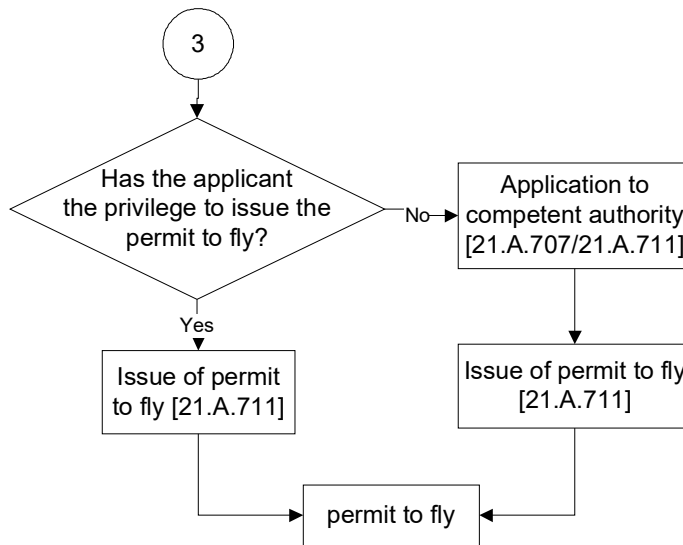 3
Has the applicant
the privilege to issue the
permit to fly?
No
Application to
competent authority
[21.A.707/21.A.711]
Yes
Issue of permit
to fly [21.A.711]
Issue of permit to fly
[21.A.711]
permit to fly